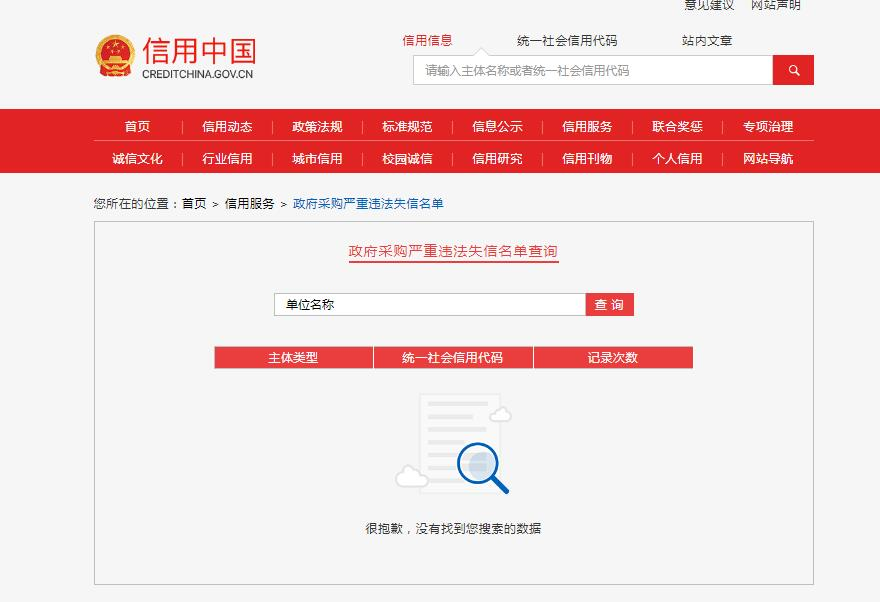 意见建议 网站声明
信用中国
CREDITCHINA.GOV.CN
信用信息 统一社会信用代码 站内文章
请输入主体名称或者统一社会信用代码
首页 信用动态 政策法规 标准规范 信息公示 信用服务 联合奖惩 专项治理
诚信文化 行业信用 城市信用 校园诚信 信用研究 信用刊物 个人信用 网站导航
您所在的位置：首页 > 信用服务 > 政府采购严重违法失信名单
政府采购严重违法失信名单查询
单位名称 查 询
主体类型 统一社会信用代码 记录次数
很抱歉，没有找到您搜索的数据